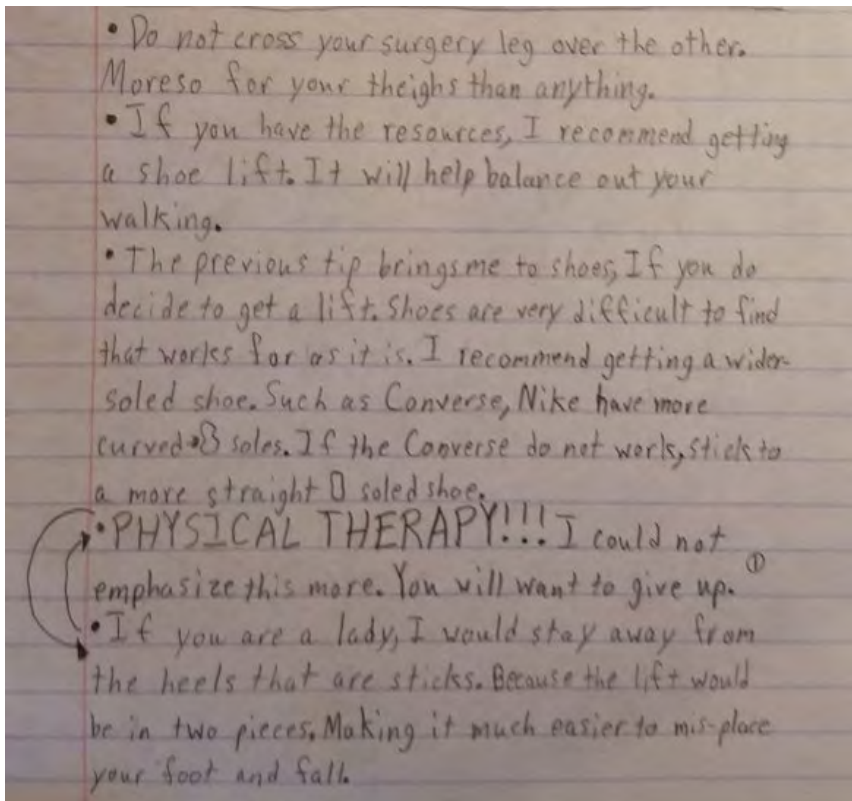 • Do not cross your surgery leg over the other.
Moreso for your theighs than anything.
• If you have the resources, I recommend getting
a shoe lift. It will help balance out your
walking.
• The previous tip brings me to shoes, If you do
decide to get a lift. Shoes are very difficult to find
that works for as it is. I recommend getting a wider-
soled shoe. Such as Converse, Nike have more
curved soles. If the Converse do not work, stick to
a more straight soled shoe.
• PHYSICAL THERAPY!!! I could not
emphasize this more. You will want to give up. ①
• If you are a lady, I would stay away from
the heels that are sticks. Because the lift would
be in two pieces. Making it much easier to mis-place
your foot and fall.